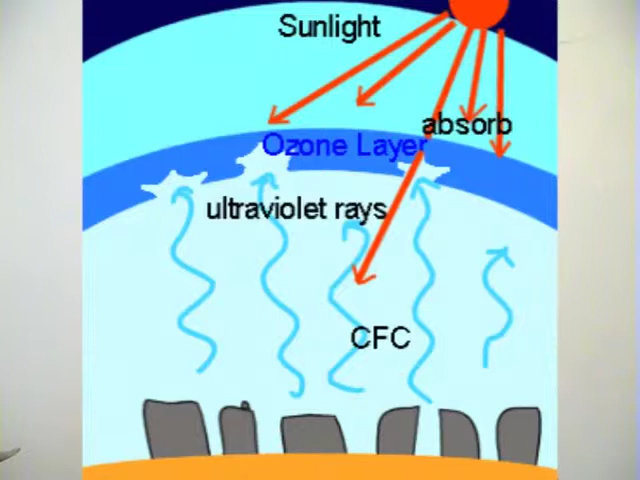 Sunlight
absorb
Ozone Layer
ultraviolet rays
CFC